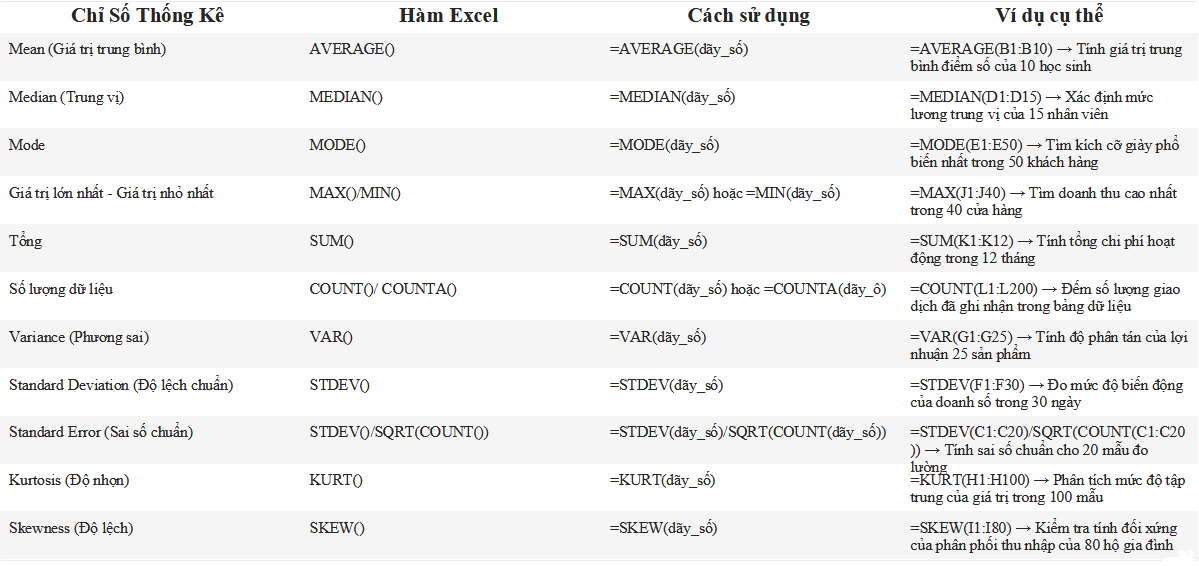 Chỉ Số Thống Kê Hàm Excel Cách sử dụng Ví dụ cụ thể
Mean (Giá trị trung bình) AVERAGE() =AVERAGE(dãy_số) =AVERAGE(B1:B10) → Tính giá trị trung
bình điểm số của 10 học sinh
Median (Trung vị) MEDIAN() =MEDIAN(dãy_số) =MEDIAN(D1:D15) → Xác định mức
lương trung vị của 15 nhân viên
Mode MODE() =MODE(dãy_số) =MODE(E1:E50) → Tìm kích cỡ giày phổ
biến nhất trong 50 khách hàng
Giá trị lớn nhất - Giá trị nhỏ nhất MAX()/MIN() =MAX(dãy_số) hoặc =MIN(dãy_số) =MAX(J1:J40) → Tìm doanh thu cao nhất
trong 40 cửa hàng
Tổng SUM() =SUM(dãy_số) =SUM(K1:K12) → Tính tổng chi phí hoạt
động trong 12 tháng
Số lượng dữ liệu COUNT()/ COUNTA() =COUNT(dãy_số) hoặc =COUNTA(dãy_ô) =COUNT(L1:L200) → Đếm số lượng giao
dịch đã ghi nhận trong bảng dữ liệu
Variance (Phương sai) VAR() =VAR(dãy_số) =VAR(G1:G25) → Tính độ phân tán của lợi
nhuận 25 sản phẩm
Standard Deviation (Độ lệch chuẩn) STDEV() =STDEV(dãy_số) =STDEV(F1:F30) → Đo mức độ biến động
của doanh số trong 30 ngày
Standard Error (Sai số chuẩn) STDEV()/SQRT(COUNT()) =STDEV(dãy_số)/SQRT(COUNT(dãy_số)) =STDEV(C1:C20)/SQRT(COUNT(C1:C20
)) → Tính sai số chuẩn cho 20 mẫu đo
lường
Kurtosis (Độ nhọn) KURT() =KURT(dãy_số) =KURT(H1:H100) → Phân tích mức độ tập
trung của giá trị trong 100 mẫu
Skewness (Độ lệch) SKEW() =SKEW(dãy_số) =SKEW(I1:I80) → Kiểm tra tính đối xứng
của phân phối thu nhập của 80 hộ gia đình